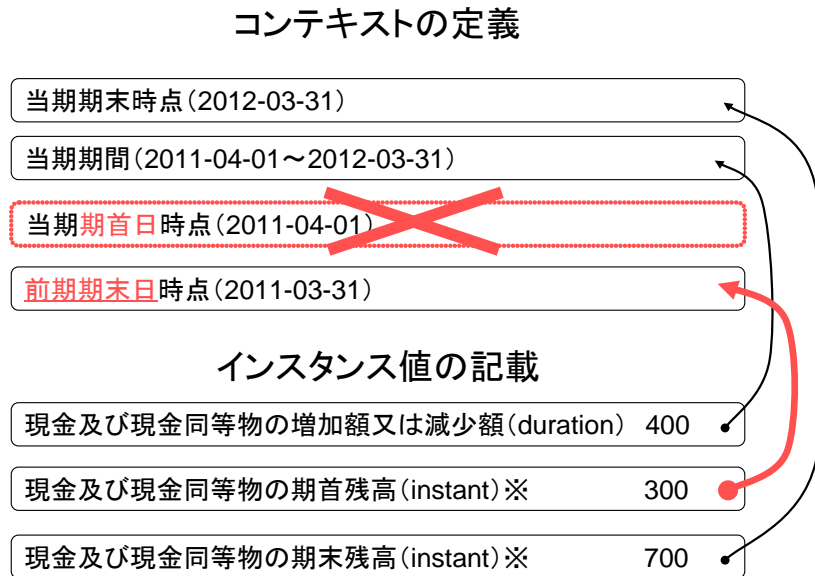 コンテキストの定義
当期期末時点(2012-03-31)
当期期間(2011-04-01～2012-03-31)
当期期首日時点(2011-04-01)
前期期末日時点(2011-03-31)
インスタンス値の記載
現金及び現金同等物の増加額又は減少額(duration) 400
現金及び現金同等物の期首残高(instant)※ 300
現金及び現金同等物の期末残高(instant)※ 700